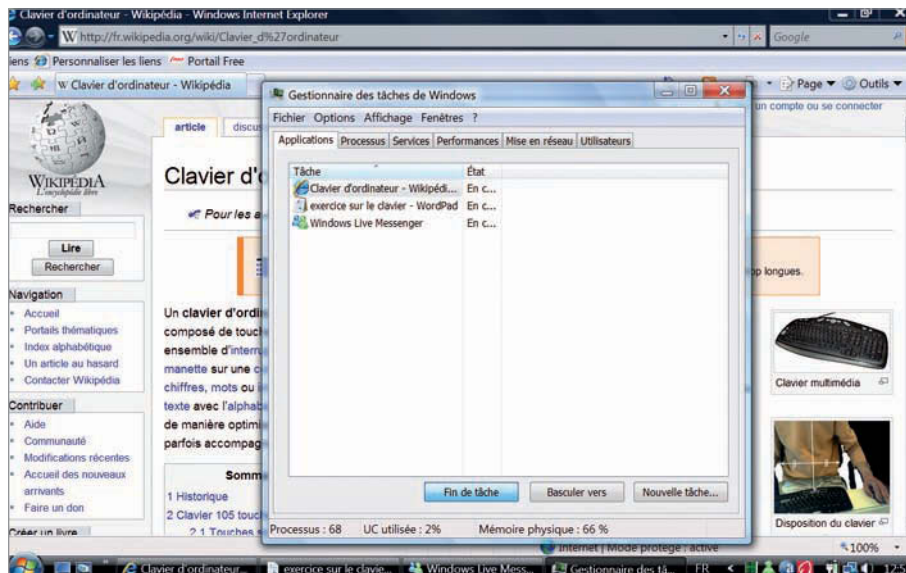 Clavier d'ordinateur - Wikipédia - Windows Internet Explorer
W http://fr.wikipedia.org/wiki/Clavier_d%27ordinateur
Google
iens Personnaliser les liens Portail Free
W Clavier d'ordinateur - Wikipédia
Page Outils
un compte ou se connecter
article discus
WIKIPÉDIA
L'encyclopédie libre
Clavier d'o
Pour les a
Rechercher
Lire
Rechercher
op longues.
Navigation
Accueil
Portails thématiques
Index alphabétique
Un article au hasard
Contacter Wikipédia
Contribuer
Aide
Communauté
Modifications récentes
Accueil des nouveaux
arrivants
Faire un don
Créer un livre
Un clavier d'ordi
composé de touch
ensemble d'interru
manette sur une c
chiffres, mots ou
texte avec l'alphab
de manière optimi
parfois accompag
Somm
1 Historique
2 Clavier 105 touc
2.1 Touches
Gestionnaire des tâches de Windows
Fichier Options Affichage Fenêtres ?
Applications Processus Services Performances Mise en réseau Utilisateurs
Tâche État
Clavier d'ordinateur - Wikipédi... En c...
exercice sur le clavier - WordPad En c...
Windows Live Messenger En c...
Fin de tâche Basculer vers Nouvelle tâche...
Processus : 68 UC utilisée : 2% Mémoire physique : 66 %
Clavier multimédia
Disposition du clavier
Internet | Mode protégé : activé
100%
Clavier d'ordinateur... exercice sur le clavie... Windows Live Mess... Gestionnaire des tâ... FR 12:5